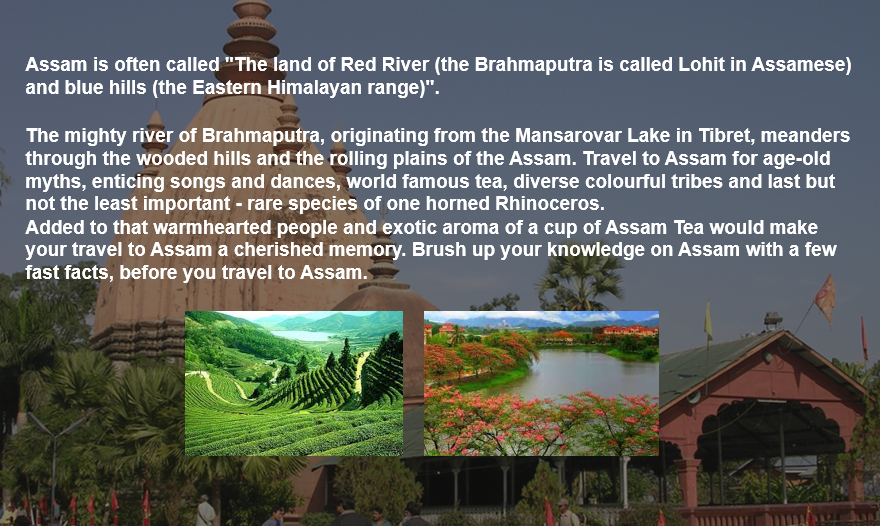 Assam is often called "The land of Red River (the Brahmaputra is called Lohit in Assamese)
and blue hills (the Eastern Himalayan range)".
The mighty river of Brahmaputra, originating from the Mansarovar Lake in Tibret, meanders
through the wooded hills and the rolling plains of the Assam. Travel to Assam for age-old
myths, enticing songs and dances, world famous tea, diverse colourful tribes and last but
not the least important - rare species of one horned Rhinoceros.
Added to that warmhearted people and exotic aroma of a cup of Assam Tea would make
your travel to Assam a cherished memory. Brush up your knowledge on Assam with a few
fast facts, before you travel to Assam.